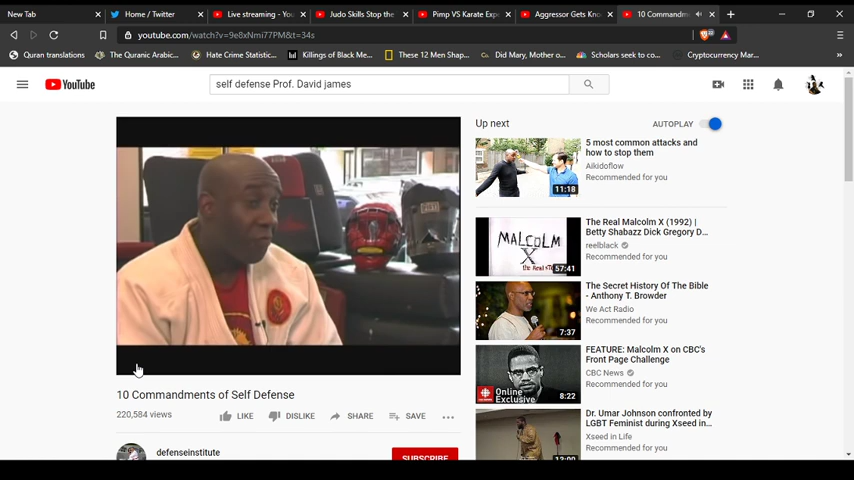 New Tab
Home / Twitter
Live streaming - You
Judo Skills Stop the
Pimp VS Karate Expe
Aggressor Gets Kno
10 Commandm
youtube.com/watch?v=9e8xNmi77PM&t=34s
Quran translations
The Quranic Arabic...
Hate Crime Statistic...
Killings of Black Me...
These 12 Men Shap...
Did Mary, Mother o...
Scholars seek to co...
Cryptocurrency Mar...
YouTube
self defense Prof. David james
Up next
AUTOPLAY
5 most common attacks and
how to stop them
Aikidoflow
Recommended for you
11:18
The Real Malcolm X (1992) |
Betty Shabazz Dick Gregory D...
reelblack
Recommended for you
MALCOLM
X
the Real
57:41
The Secret History Of The Bible
- Anthony T. Browder
We Act Radio
Recommended for you
7:37
FEATURE: Malcolm X on CBC's
Front Page Challenge
CBC News
Recommended for you
Online
Exclusive
8:22
Dr. Umar Johnson confronted by
LGBT Feminist during Xseed in...
Xseed in Life
Recommended for you
12:00
10 Commandments of Self Defense
220,584 views
LIKE
DISLIKE
SHARE
SAVE
defenseinstitute
SUBSCRIBE